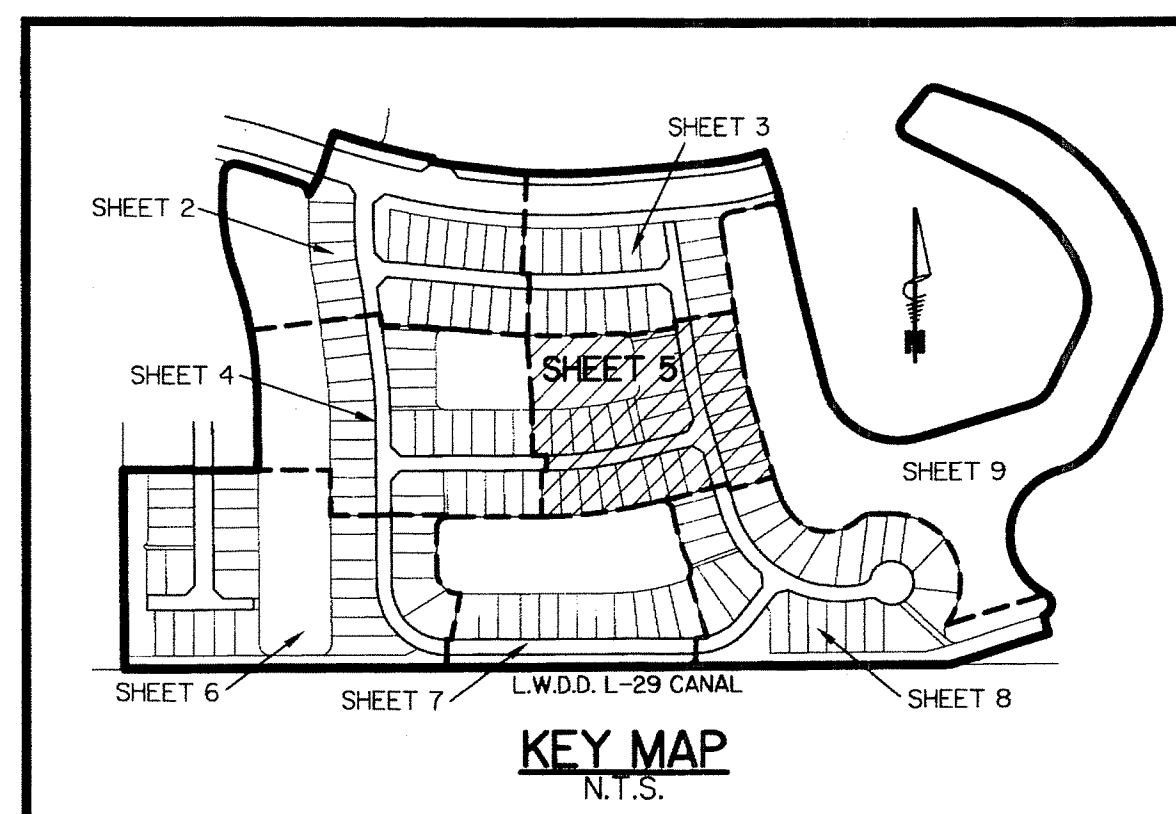 SHEET 3
SHEET 2
SHEET 5
SHEET 4
SHEET 9
SHEET 6
SHEET 7
L.W.D.D. L-29 CANAL
SHEET 8
KEY MAP
N.T.S.